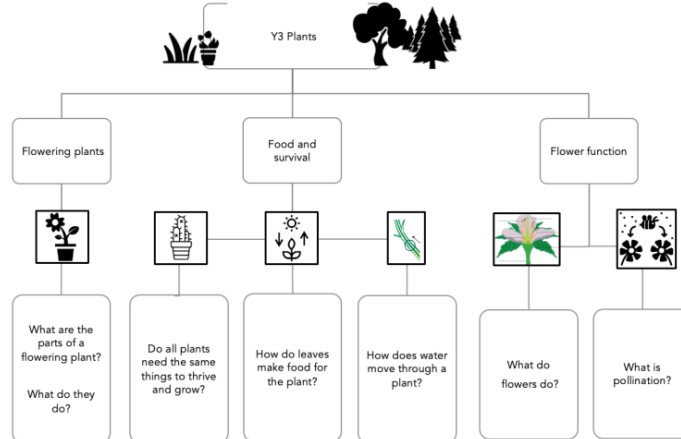 Y3 Plants
Flowering plants
Food and
survival
Flower function
What are the
parts of a
flowering plant?
What do they
do?
Do all plants
need the same
things to thrive
and grow?
How do leaves
make food for
the plant?
How does water
move through a
plant?
What do
flowers do?
What is
pollination?